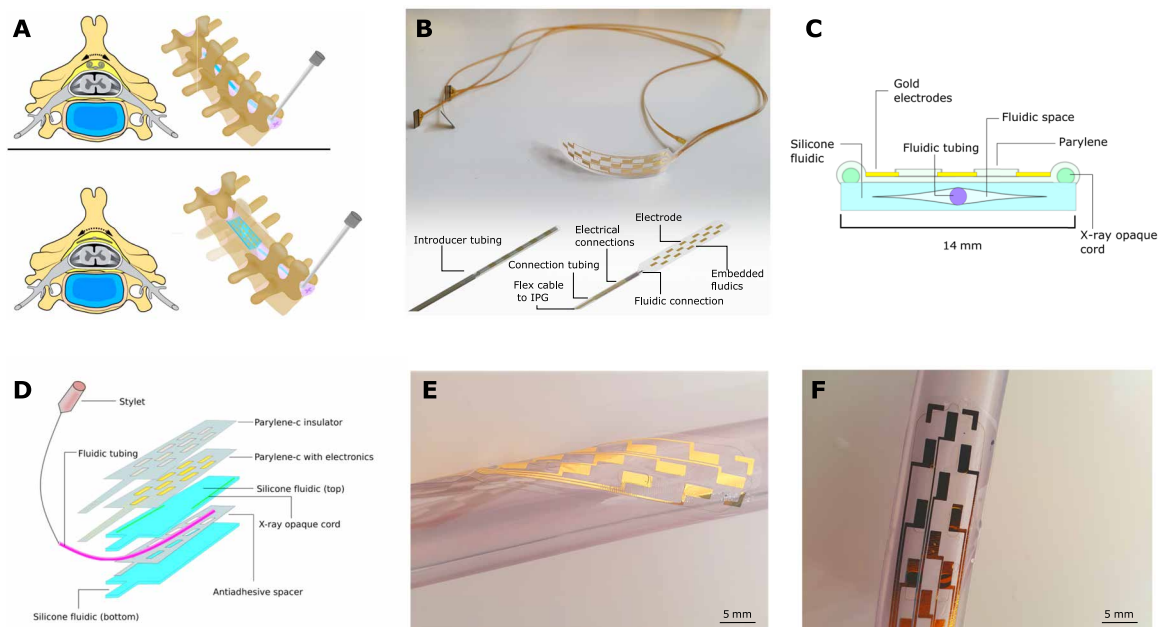 A
B
Introducer tubing
Electrical
connections
Electrode
Connection tubing
Flex cable
to IPG
Embedded
fludics
Fluidic connection
C
Gold
electrodes
Fluidic space
Silicone
fluidic
Fluidic tubing
Parylene
X-ray opaque
cord
14 mm
D
Stylet
Parylene-c insulator
Fluidic tubing
Parylene-c with electronics
Silicone fluidic (top)
X-ray opaque cord
Antiadhesive spacer
Silicone fluidic (bottom)
E
5 mm
F
5 mm